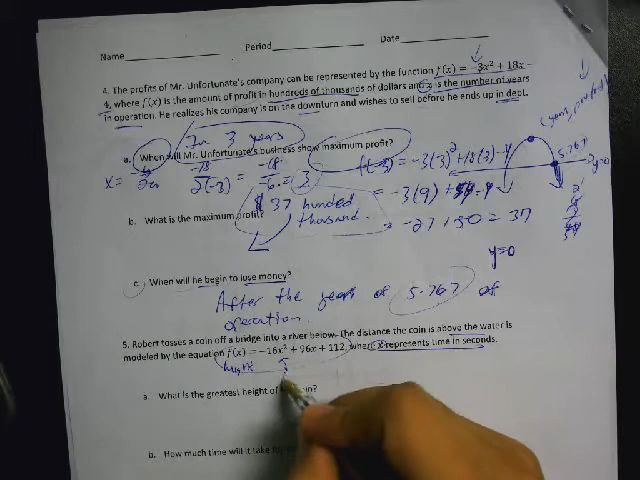 Name Period Date
4. The profits of Mr. Unfortunate's company can be represented by the function f(x) = -3x² + 18x –
4, where f(x) is the amount of profit in hundreds of thousands of dollars and x is the number of years
in operation. He realizes his company is on the downturn and wishes to sell before he ends up in debt.
In 3 years
(years, profit)
a. When will Mr. Unfortunate's business show maximum profit?
x = -b/2a -18/2(-3) = -18/-6 = 3
f(3) = -3(3)² + 18(3) - 4
5.767
y=0
= -3(9) + 54 - 4
$37 hundred
thousand.
b. What is the maximum profit?
= -27 + 50 = 37
y=0
c. When will he begin to lose money?
After the years of 5.767 of
operation.
5. Robert tosses a coin off a bridge into a river below. The distance the coin is above the water is
modeled by the equation f(x) = −16x² + 96x + 112, where x represents time in seconds.
height
a. What is the greatest height of
b. How much time will it take